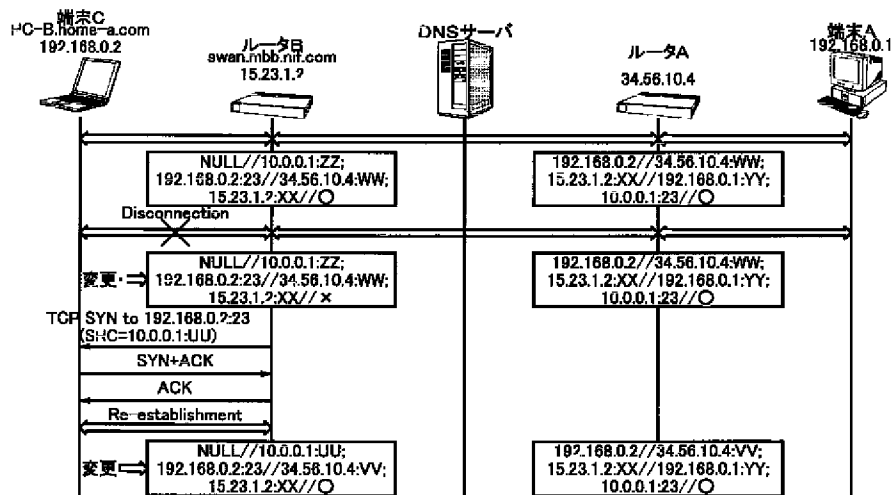 端末C
PC-B.home-a.com
192.168.0.2
ルータB
swan.mbb.nif.com
15.23.1.2
DNSサーバ
ルータA
34.56.10.4
端末A
192.168.0.1
NULL//10.0.0.1:ZZ;
192.168.0.2:23//34.56.10.4:WW;
15.23.1.2:XX//○
192.168.0.2//34.56.10.4:WW;
15.23.1.2:XX//192.168.0.1:YY;
10.0.0.1:23//○
Disconnection
変更
NULL//10.0.0.1:ZZ;
192.168.0.2:23//34.56.10.4:WW;
15.23.1.2:XX//×
192.168.0.2//34.56.10.4:WW;
15.23.1.2:XX//192.168.0.1:YY;
10.0.0.1:23//○
TCP SYN to 192.168.0.2:23
(SRC=10.0.0.1:UU)
SYN+ACK
ACK
Re-establishment
変更
NULL//10.0.0.1:UU;
192.168.0.2:23//34.56.10.4:VV;
15.23.1.2:XX//○
192.168.0.2//34.56.10.4:VV;
15.23.1.2:XX//192.168.0.1:YY;
10.0.0.1:23//○